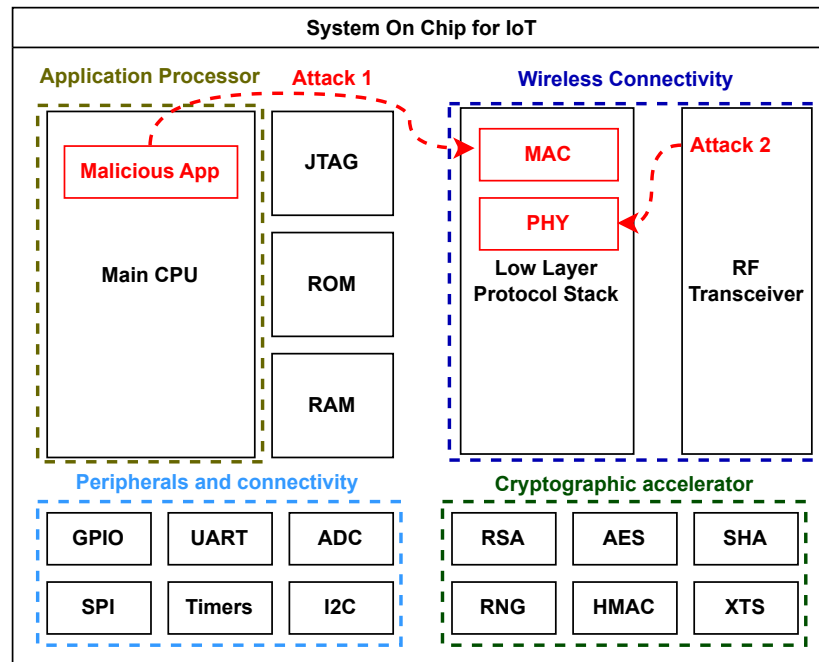 System On Chip for IoT
Application Processor
Attack 1
Wireless Connectivity
Malicious App
Main CPU
JTAG
ROM
RAM
MAC
PHY
Low Layer
Protocol Stack
Attack 2
RF
Transceiver
Peripherals and connectivity
GPIO
UART
ADC
SPI
Timers
I2C
Cryptographic accelerator
RSA
AES
SHA
RNG
HMAC
XTS